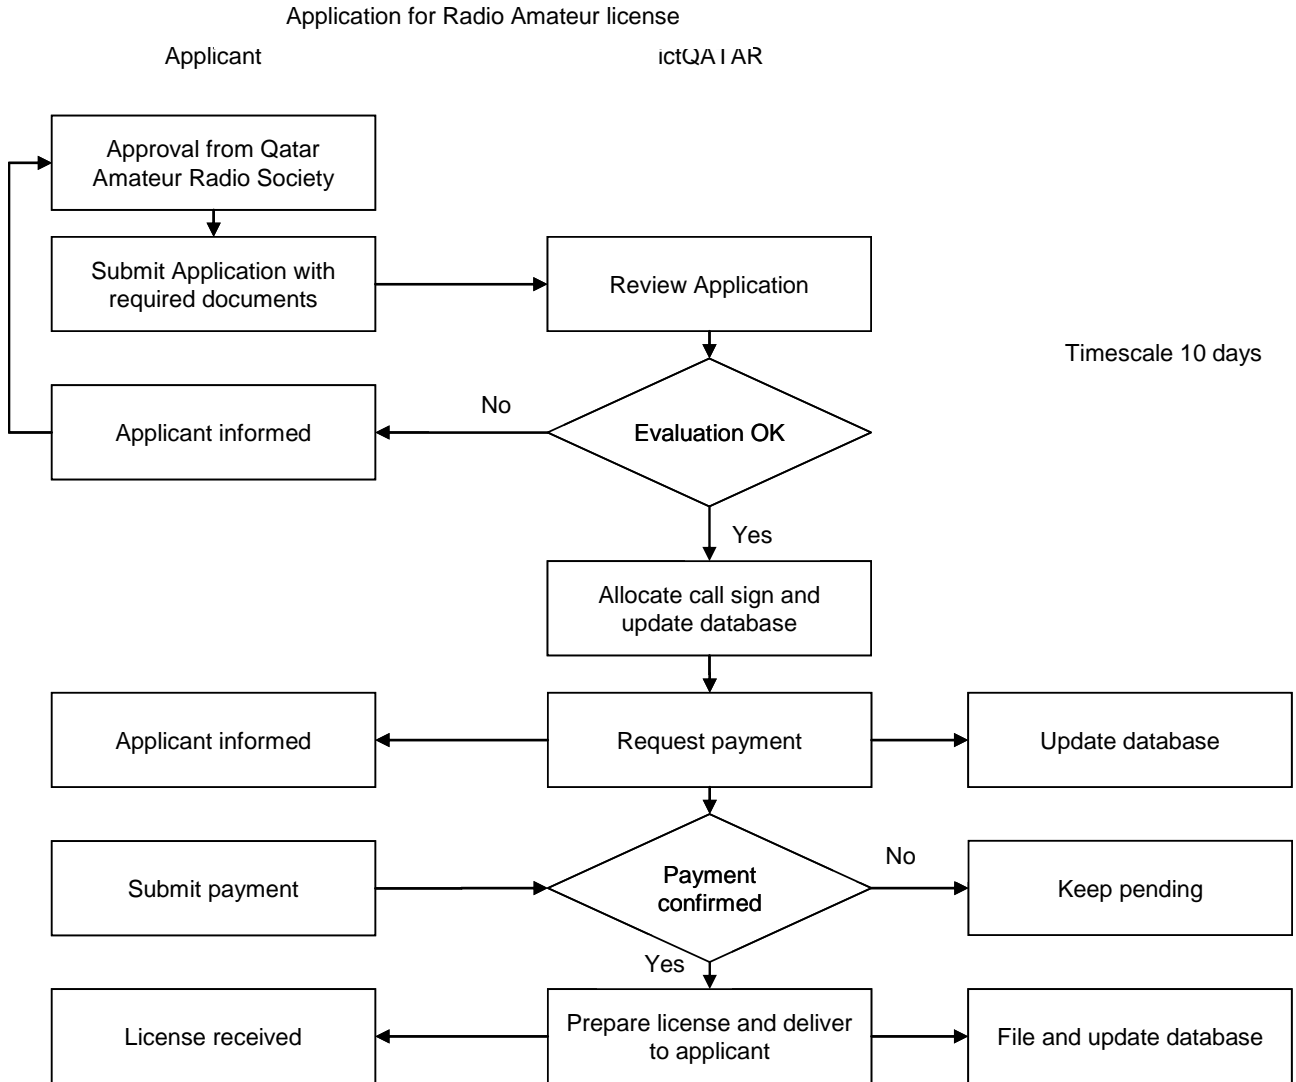 Application for Radio Amateur license
Applicant
ictQATAR
Approval from Qatar
Amateur Radio Society
Submit Application with
required documents
Review Application
Timescale 10 days
No
Applicant informed
Evaluation OK
Yes
Allocate call sign and
update database
Applicant informed
Request payment
Update database
Submit payment
Payment
confirmed
No
Keep pending
Yes
License received
Prepare license and deliver
to applicant
File and update database